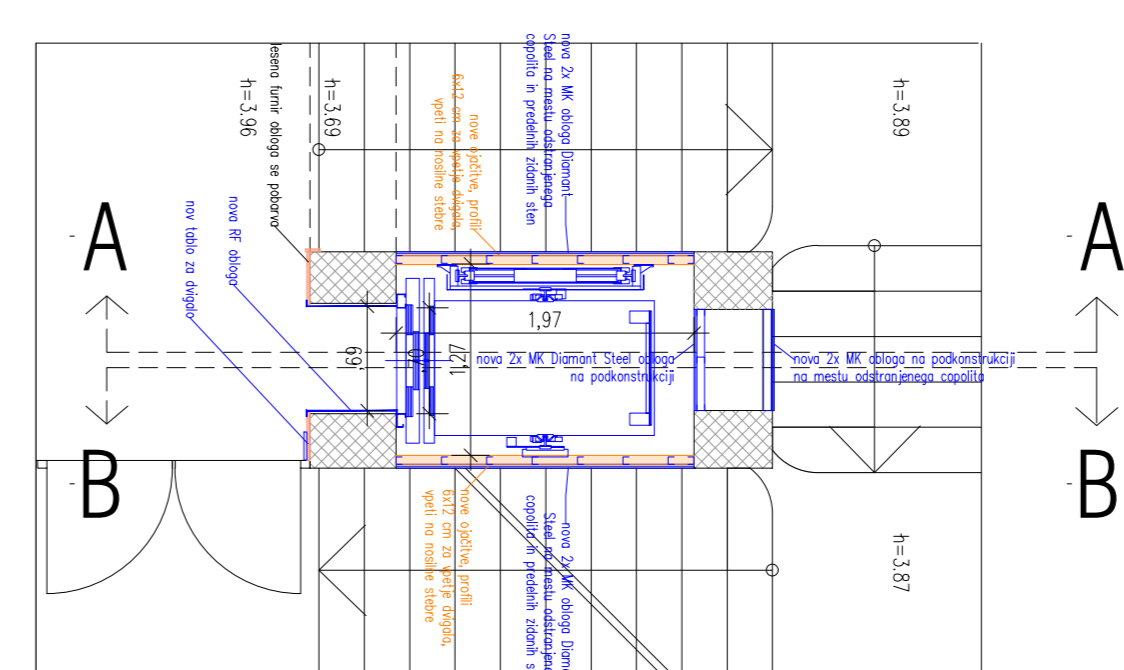 nova 2x MK obloga Diamant
Steel na mestu odstranjenega
copolita in predelnih zidanih sten
nove ojačitve, profili
6x12 cm za vpetje dvigala,
vpeti na nosilne stebre
lesena furnir obloga se pobarva
h=3.96
h=3.69
h=3.89
nova RF obloga
nov tablo za dvigalo
A
A
1,97
1,27
,69
nova 2x MK Diamant Steel obloga
na podkonstrukciji
nova 2x MK obloga na podkonstrukciji
na mestu odstranjenega copolita
B
B
nove ojačitve, profili
6x12 cm za vpetje dvigala,
vpeti na nosilne stebre
nova 2x MK obloga
Steel na mestu
copolita in predelnih zidanih
h=3.87